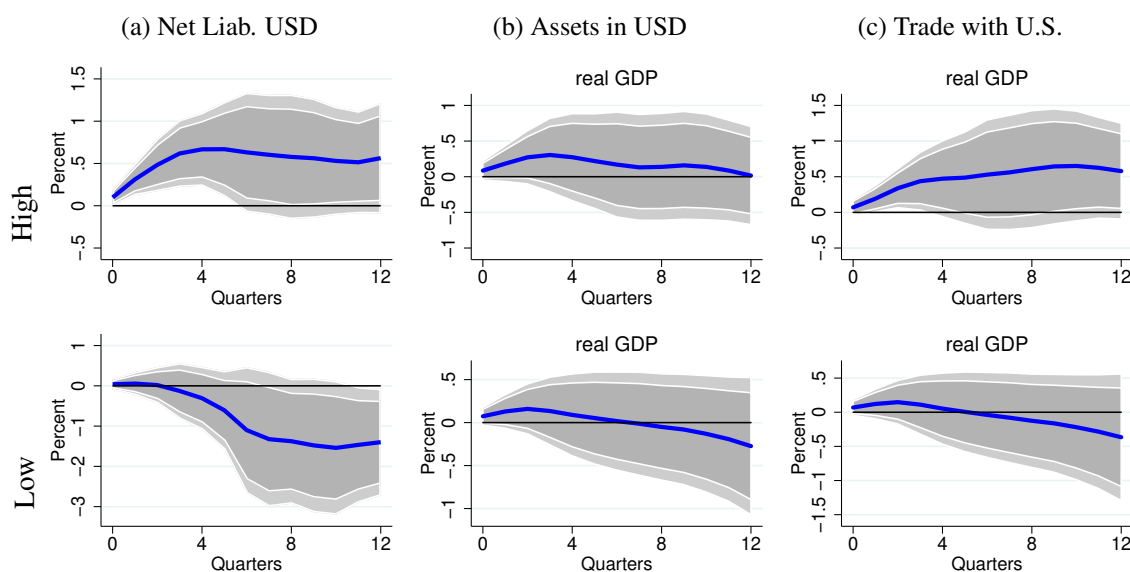 (a) Net Liab. USD
(b) Assets in USD
(c) Trade with U.S.
High
Percent
1.5
1
.5
0
-.5
0
4
8
12
Quarters
real GDP
Percent
1
.5
0
-.5
-1
0
4
8
12
Quarters
real GDP
Percent
1.5
1
.5
0
-.5
0
4
8
12
Quarters
Low
Percent
1
0
-1
-2
-3
0
4
8
12
Quarters
real GDP
Percent
.5
0
-.5
-1
0
4
8
12
Quarters
real GDP
Percent
.5
0
-.5
-1
-1.5
0
4
8
12
Quarters